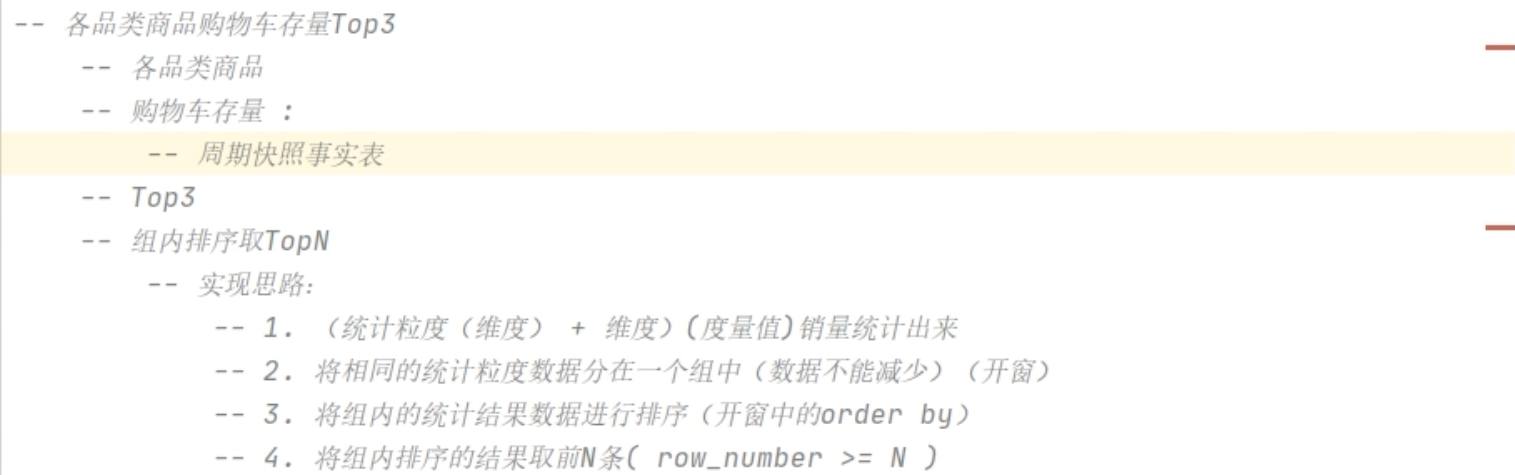 -- 各品类商品购物车存量Top3
-- 各品类商品
-- 购物车存量 :
-- 周期快照事实表
-- Top3
-- 组内排序取TopN
-- 实现思路：
-- 1. （统计粒度（维度） + 维度）(度量值)销量统计出来
-- 2. 将相同的统计粒度数据分在一个组中（数据不能减少）（开窗）
-- 3. 将组内的统计结果数据进行排序（开窗中的order by）
-- 4. 将组内排序的结果取前N条( row_number >= N )